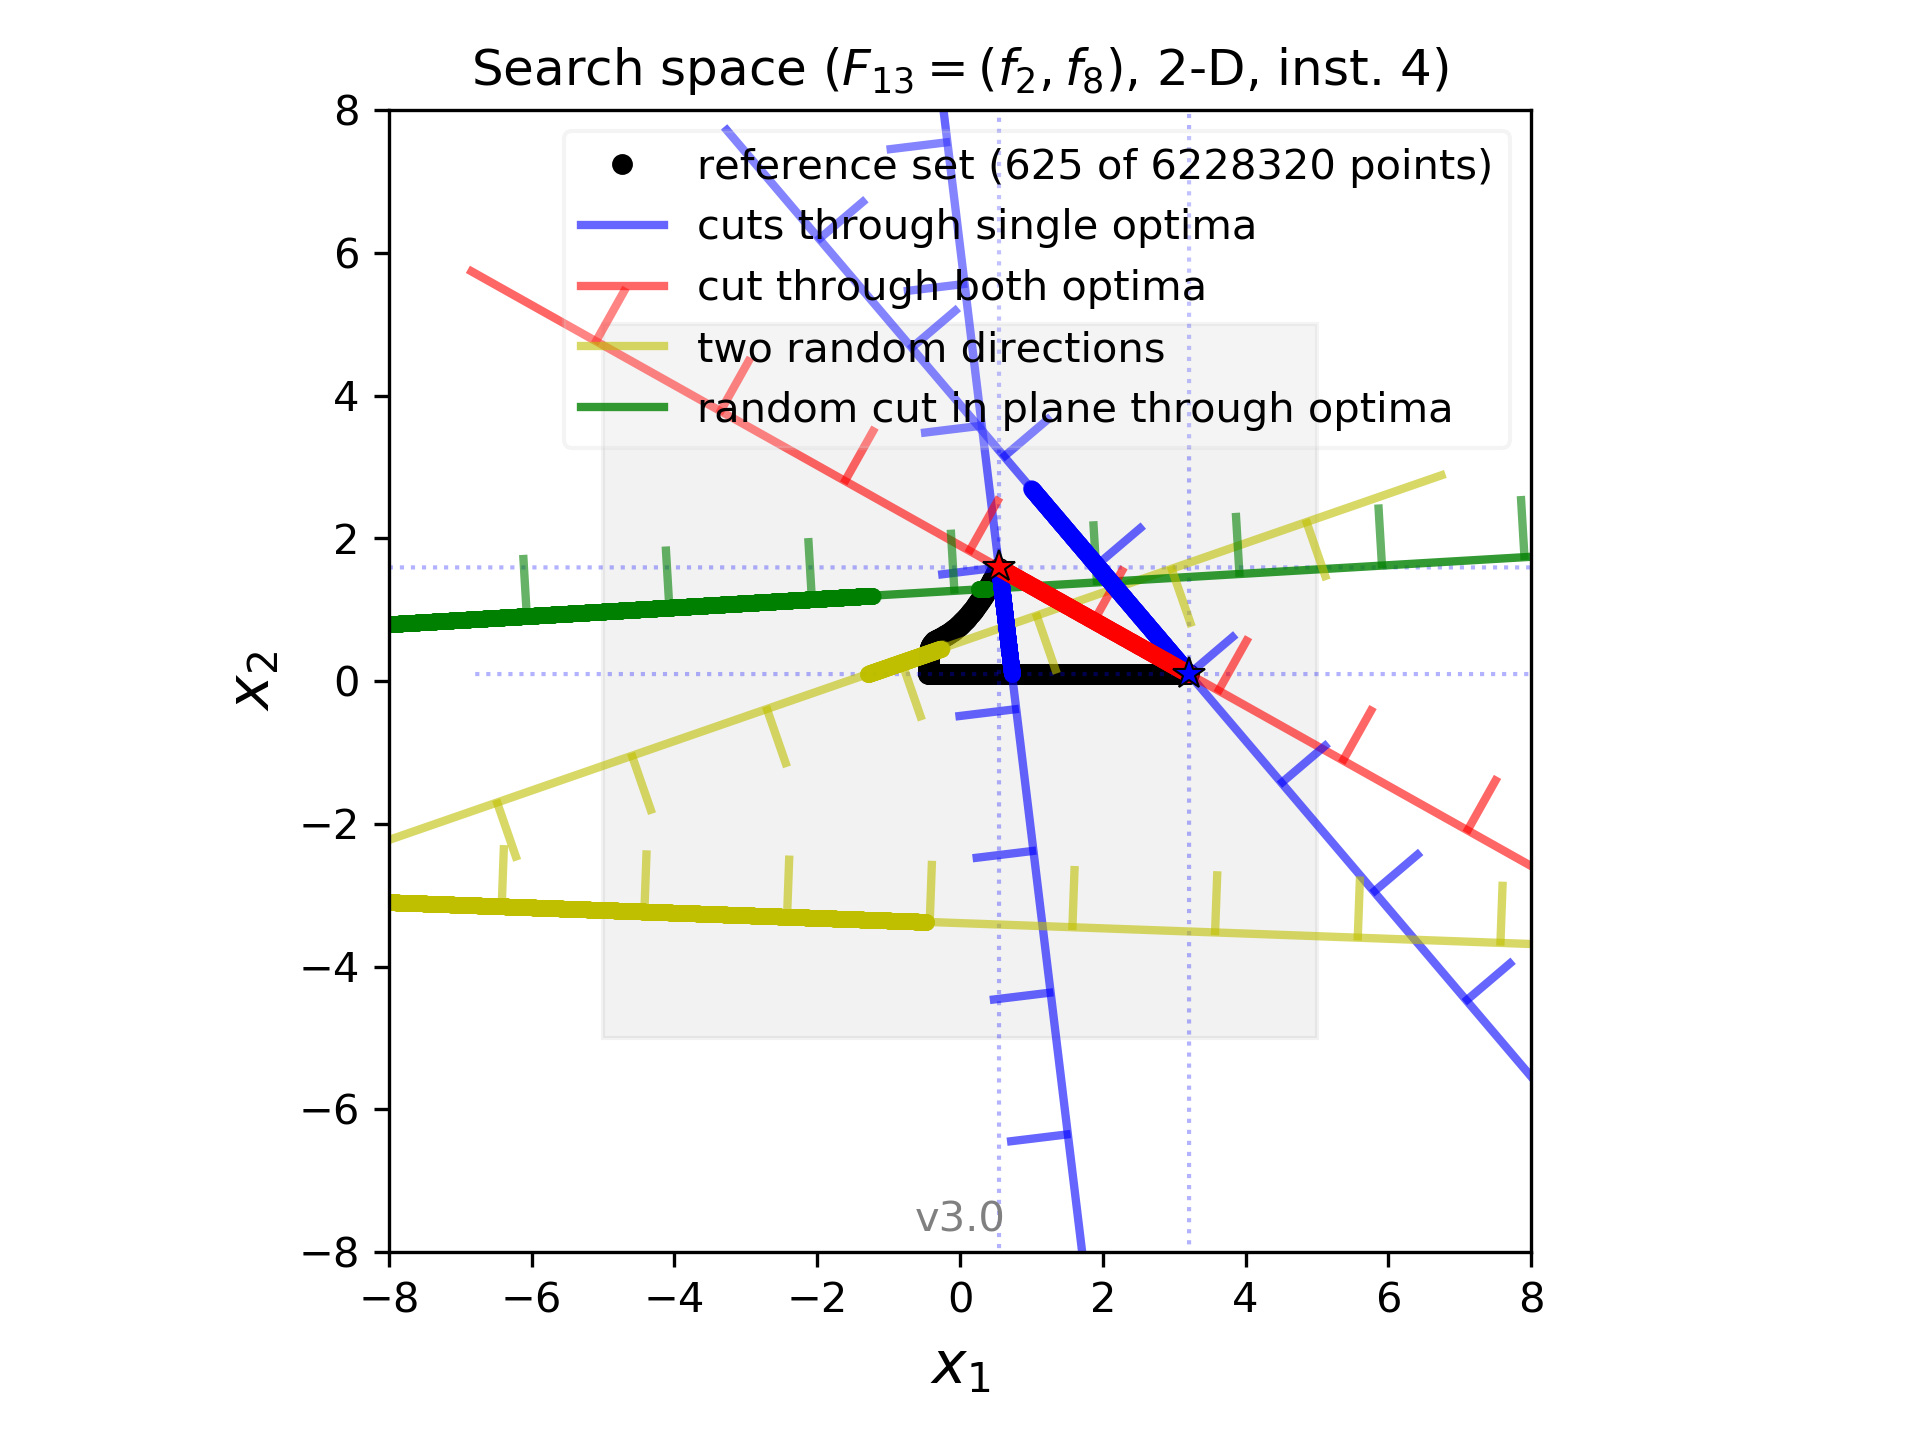 Search space (F13 = (f2, f8), 2-D, inst. 4)
reference set (625 of 6228320 points)
cuts through single optima
cut through both optima
two random directions
random cut in plane through optima
8
6
4
2
0
−2
−4
−6
−8
x2
v3.0
−8 −6 −4 −2 0 2 4 6 8
x1